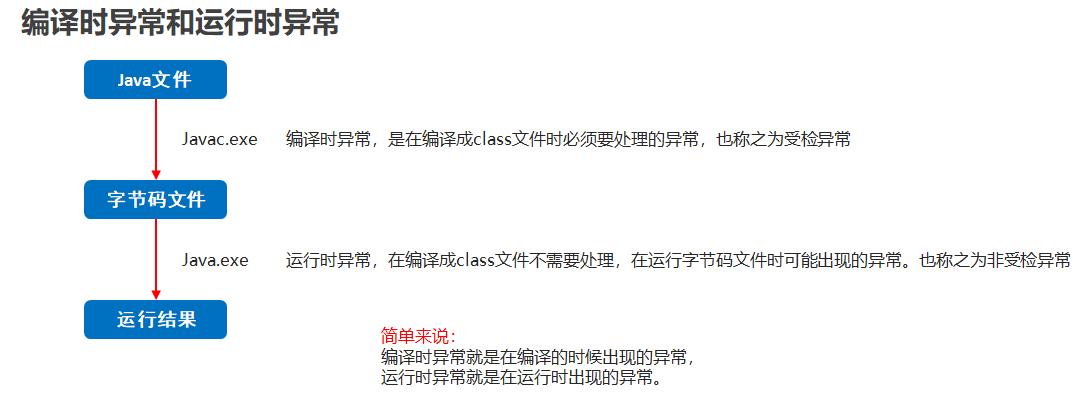 编译时异常和运行时异常
Java文件
Javac.exe 编译时异常，是在编译成class文件时必须要处理的异常，也称之为受检异常
字节码文件
Java.exe 运行时异常，在编译成class文件不需要处理，在运行字节码文件时可能出现的异常。也称之为非受检异常
运行结果
简单来说：
编译时异常就是在编译的时候出现的异常，
运行时异常就是在运行时出现的异常。